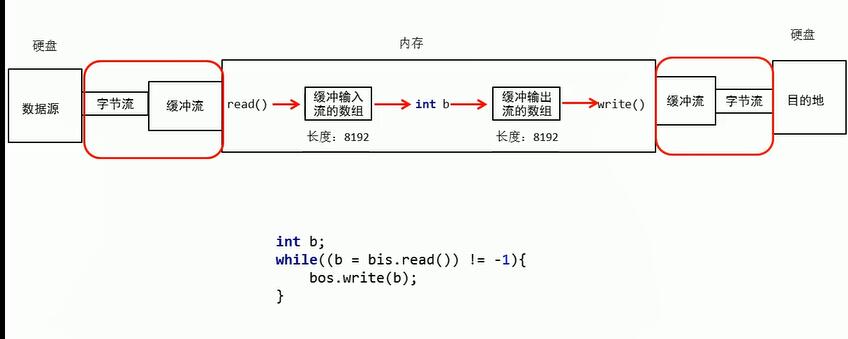 硬盘
内存
硬盘
数据源
字节流
缓冲流
read()
缓冲输入
流的数组
长度：8192
int b
缓冲输出
流的数组
长度：8192
write()
缓冲流
字节流
目的地
int b;
while((b = bis.read()) != -1){
    bos.write(b);
}